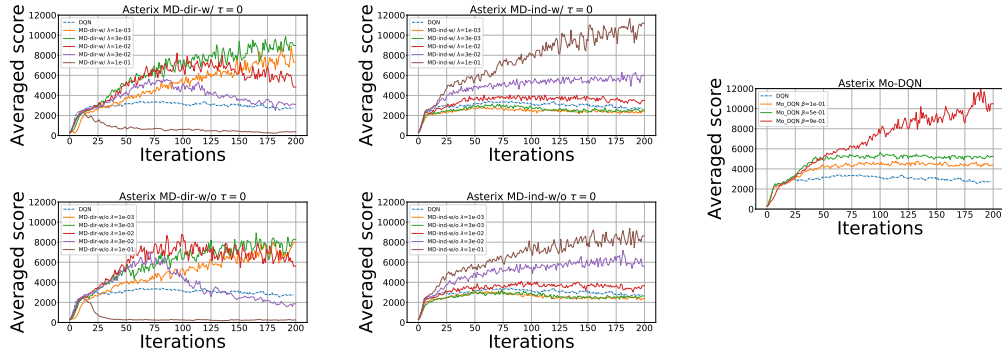 Asterix MD-dir-w/ τ = 0
12000
10000
8000
6000
4000
2000
0
Averaged score
DQN
MD-dir-w/ λ=1e-03
MD-dir-w/ λ=3e-03
MD-dir-w/ λ=1e-02
MD-dir-w/ λ=3e-02
MD-dir-w/ λ=1e-01
0 25 50 75 100 125 150 175 200
Iterations
Asterix MD-ind-w/ τ = 0
12000
10000
8000
6000
4000
2000
0
Averaged score
DQN
MD-ind-w/ λ=1e-03
MD-ind-w/ λ=3e-03
MD-ind-w/ λ=1e-02
MD-ind-w/ λ=3e-02
MD-ind-w/ λ=1e-01
0 25 50 75 100 125 150 175 200
Iterations
Asterix Mo-DQN
12000
10000
8000
6000
4000
2000
0
Averaged score
DQN
Mo_DQN β=1e-01
Mo_DQN β=5e-01
Mo_DQN β=9e-01
0 25 50 75 100 125 150 175 200
Iterations
Asterix MD-dir-w/o τ = 0
12000
10000
8000
6000
4000
2000
0
Averaged score
DQN
MD-dir-w/o λ=1e-03
MD-dir-w/o λ=3e-03
MD-dir-w/o λ=1e-02
MD-dir-w/o λ=3e-02
MD-dir-w/o λ=1e-01
0 25 50 75 100 125 150 175 200
Iterations
Asterix MD-ind-w/o τ = 0
12000
10000
8000
6000
4000
2000
0
Averaged score
DQN
MD-ind-w/o λ=1e-03
MD-ind-w/o λ=3e-03
MD-ind-w/o λ=1e-02
MD-ind-w/o λ=3e-02
MD-ind-w/o λ=1e-01
0 25 50 75 100 125 150 175 200
Iterations